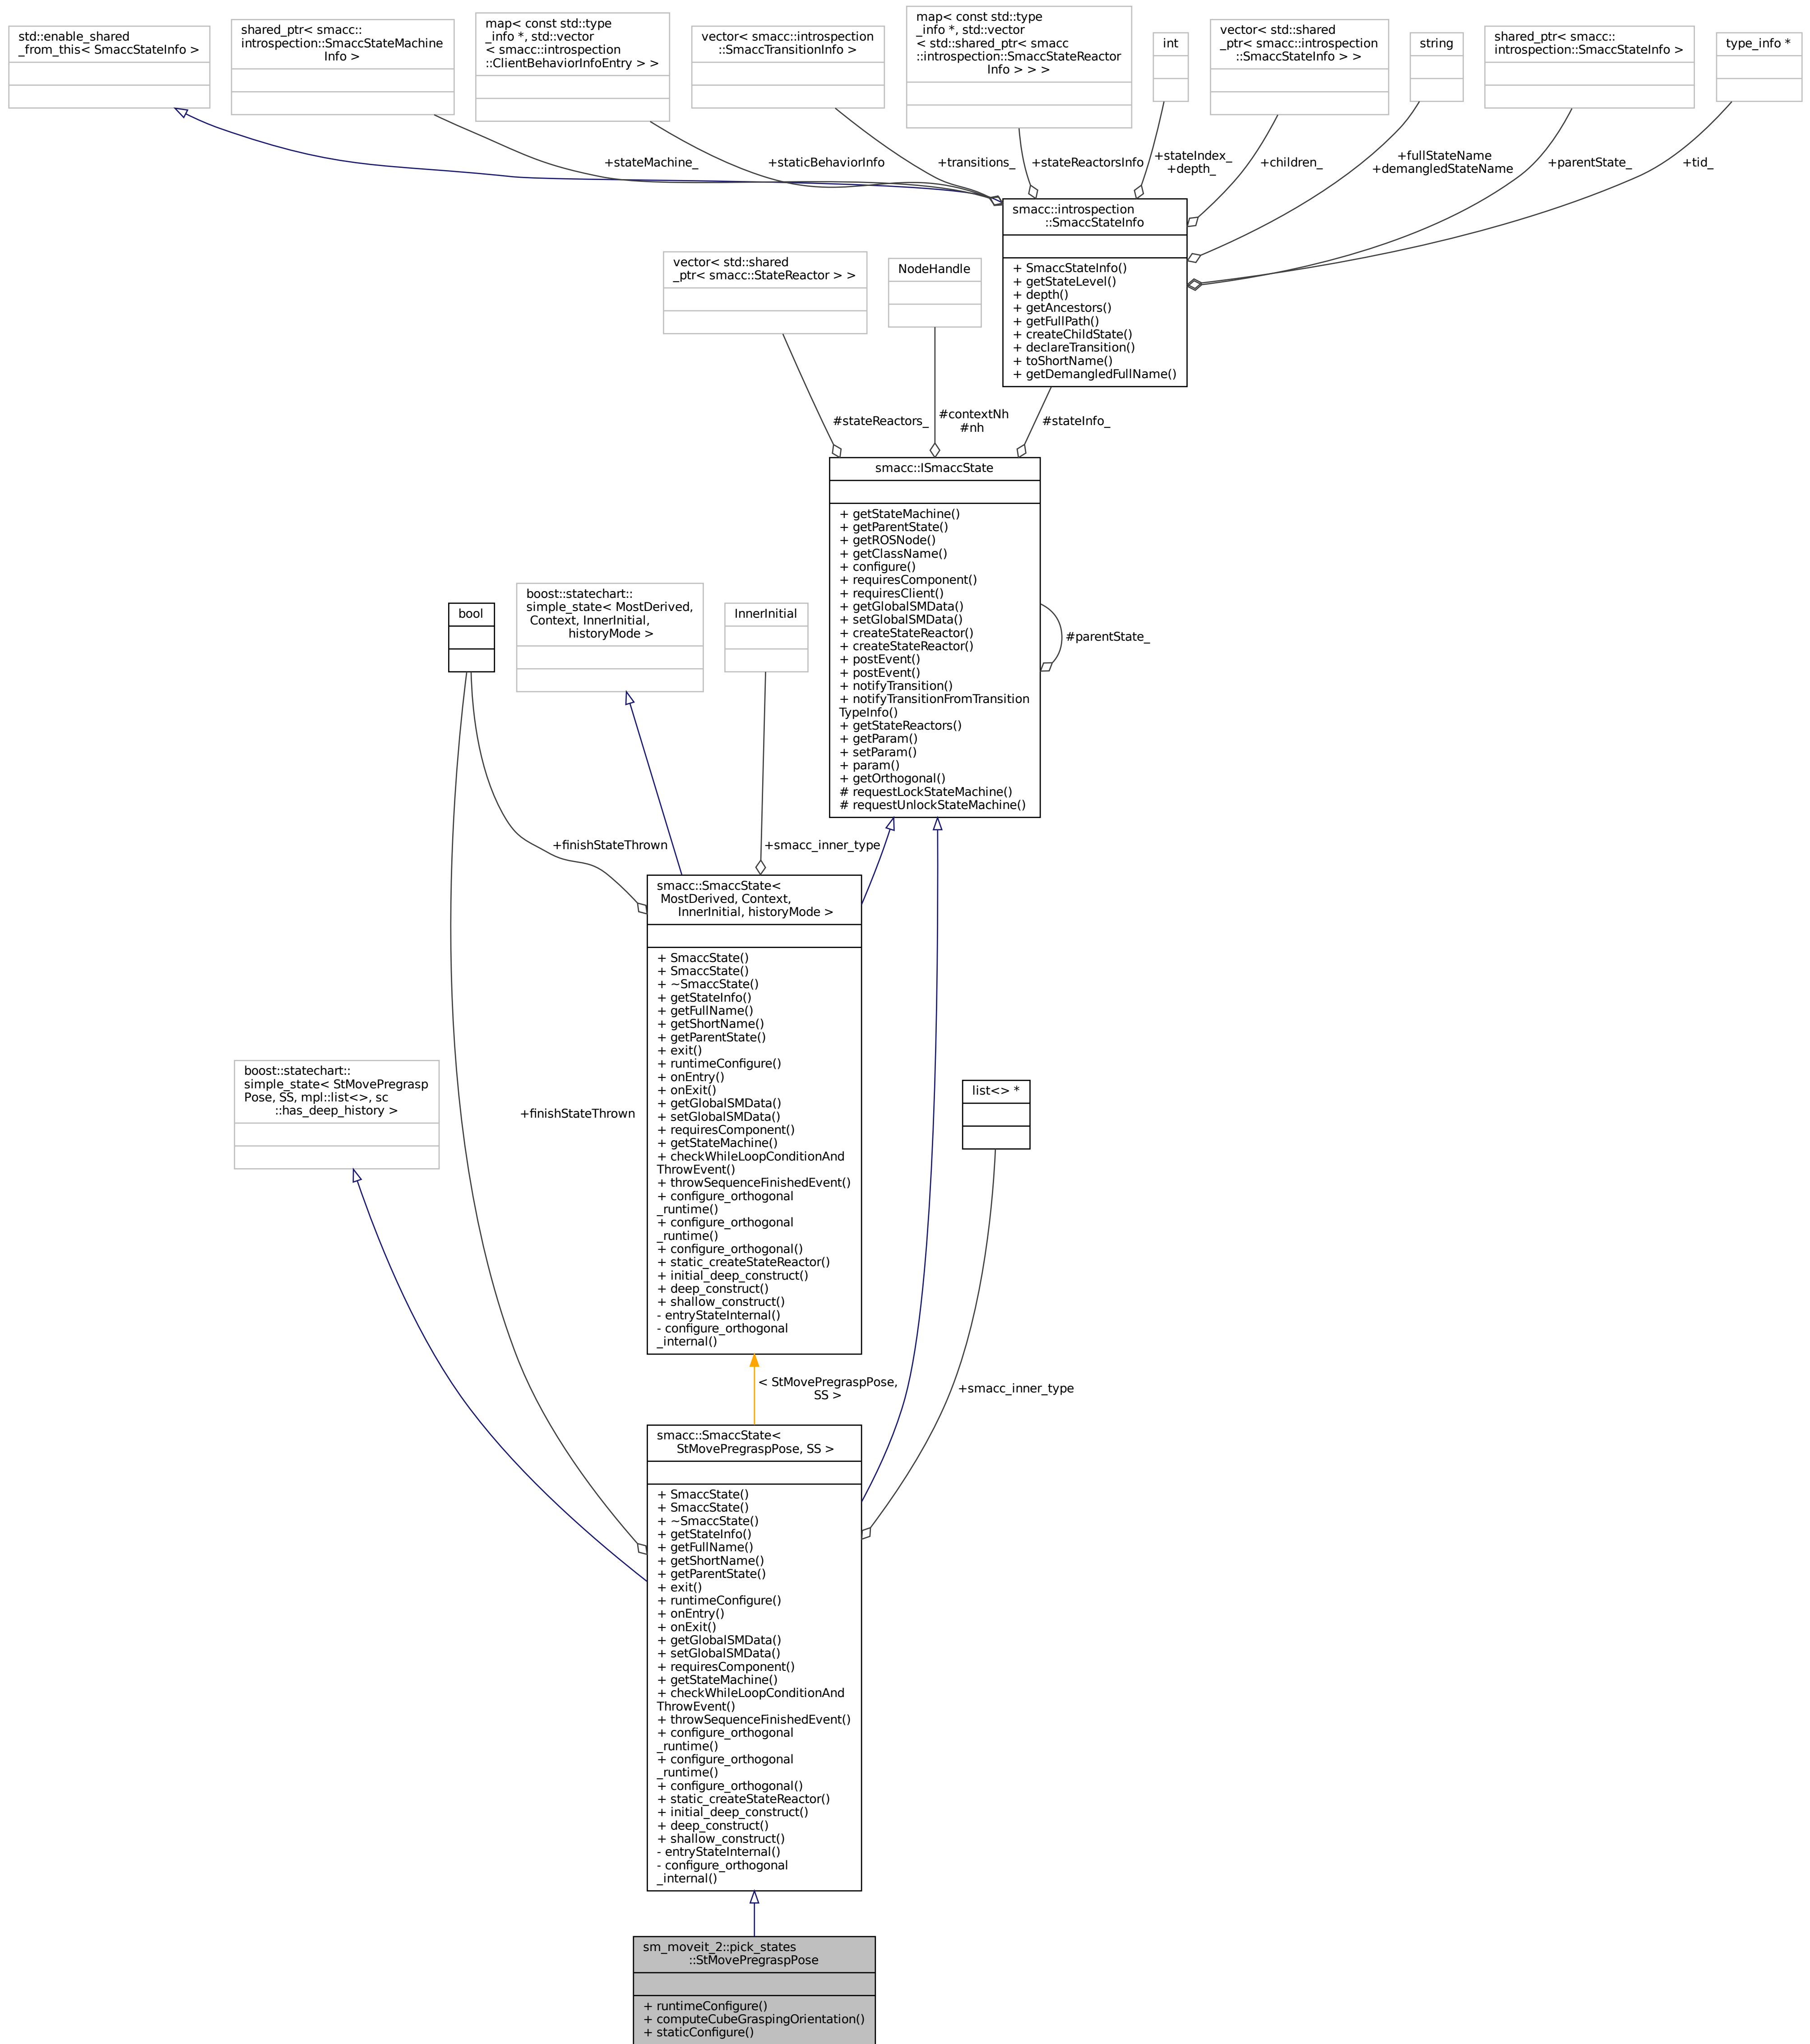 std::enable_shared
_from_this< SmaccStateInfo >
shared_ptr< smacc::
introspection::SmaccStateMachine
Info >
map< const std::type
_info *, std::vector
< smacc::introspection
::ClientBehaviorInfoEntry > >
vector< smacc::introspection
::SmaccTransitionInfo >
map< const std::type
_info *, std::vector
< std::shared_ptr< smacc
::introspection::SmaccStateReactor
Info > > >
int
vector< std::shared
_ptr< smacc::introspection
::SmaccStateInfo > >
string
shared_ptr< smacc::
introspection::SmaccStateInfo >
type_info *
+stateMachine_
+staticBehaviorInfo
+transitions_
+stateReactorsInfo
+stateIndex_
+depth_
+children_
+fullStateName
+demangledStateName
+parentState_
+tid_
smacc::introspection
::SmaccStateInfo
+ SmaccStateInfo()
+ getStateLevel()
+ depth()
+ getAncestors()
+ getFullPath()
+ createChildState()
+ declareTransition()
+ toShortName()
+ getDemangledFullName()
vector< std::shared
_ptr< smacc::StateReactor > >
NodeHandle
#stateReactors_
#contextNh
#nh
#stateInfo_
smacc::ISmaccState
+ getStateMachine()
+ getParentState()
+ getROSNode()
+ getClassName()
+ configure()
+ requiresComponent()
+ requiresClient()
+ getGlobalSMData()
+ setGlobalSMData()
+ createStateReactor()
+ createStateReactor()
+ postEvent()
+ postEvent()
+ notifyTransition()
+ notifyTransitionFromTransition
TypeInfo()
+ getStateReactors()
+ getParam()
+ setParam()
+ param()
+ getOrthogonal()
# requestLockStateMachine()
# requestUnlockStateMachine()
#parentState_
bool
boost::statechart::
simple_state< MostDerived,
Context, InnerInitial,
historyMode >
InnerInitial
+finishStateThrown
+smacc_inner_type
smacc::SmaccState<
MostDerived, Context,
InnerInitial, historyMode >
+ SmaccState()
+ SmaccState()
+ ~SmaccState()
+ getStateInfo()
+ getFullName()
+ getShortName()
+ getParentState()
+ exit()
+ runtimeConfigure()
+ onEntry()
+ onExit()
+ getGlobalSMData()
+ setGlobalSMData()
+ requiresComponent()
+ getStateMachine()
+ checkWhileLoopConditionAnd
ThrowEvent()
+ throwSequenceFinishedEvent()
+ configure_orthogonal
_runtime()
+ configure_orthogonal
_runtime()
+ configure_orthogonal()
+ static_createStateReactor()
+ initial_deep_construct()
+ deep_construct()
+ shallow_construct()
- entryStateInternal()
- configure_orthogonal
_internal()
boost::statechart::
simple_state< StMovePregrasp
Pose, SS, mpl::list<>, sc
::has_deep_history >
+finishStateThrown
list<> *
< StMovePregraspPose,
SS >
+smacc_inner_type
smacc::SmaccState<
StMovePregraspPose, SS >
+ SmaccState()
+ SmaccState()
+ ~SmaccState()
+ getStateInfo()
+ getFullName()
+ getShortName()
+ getParentState()
+ exit()
+ runtimeConfigure()
+ onEntry()
+ onExit()
+ getGlobalSMData()
+ setGlobalSMData()
+ requiresComponent()
+ getStateMachine()
+ checkWhileLoopConditionAnd
ThrowEvent()
+ throwSequenceFinishedEvent()
+ configure_orthogonal
_runtime()
+ configure_orthogonal
_runtime()
+ configure_orthogonal()
+ static_createStateReactor()
+ initial_deep_construct()
+ deep_construct()
+ shallow_construct()
- entryStateInternal()
- configure_orthogonal
_internal()
sm_moveit_2::pick_states
::StMovePregraspPose
+ runtimeConfigure()
+ computeCubeGraspingOrientation()
+ staticConfigure()